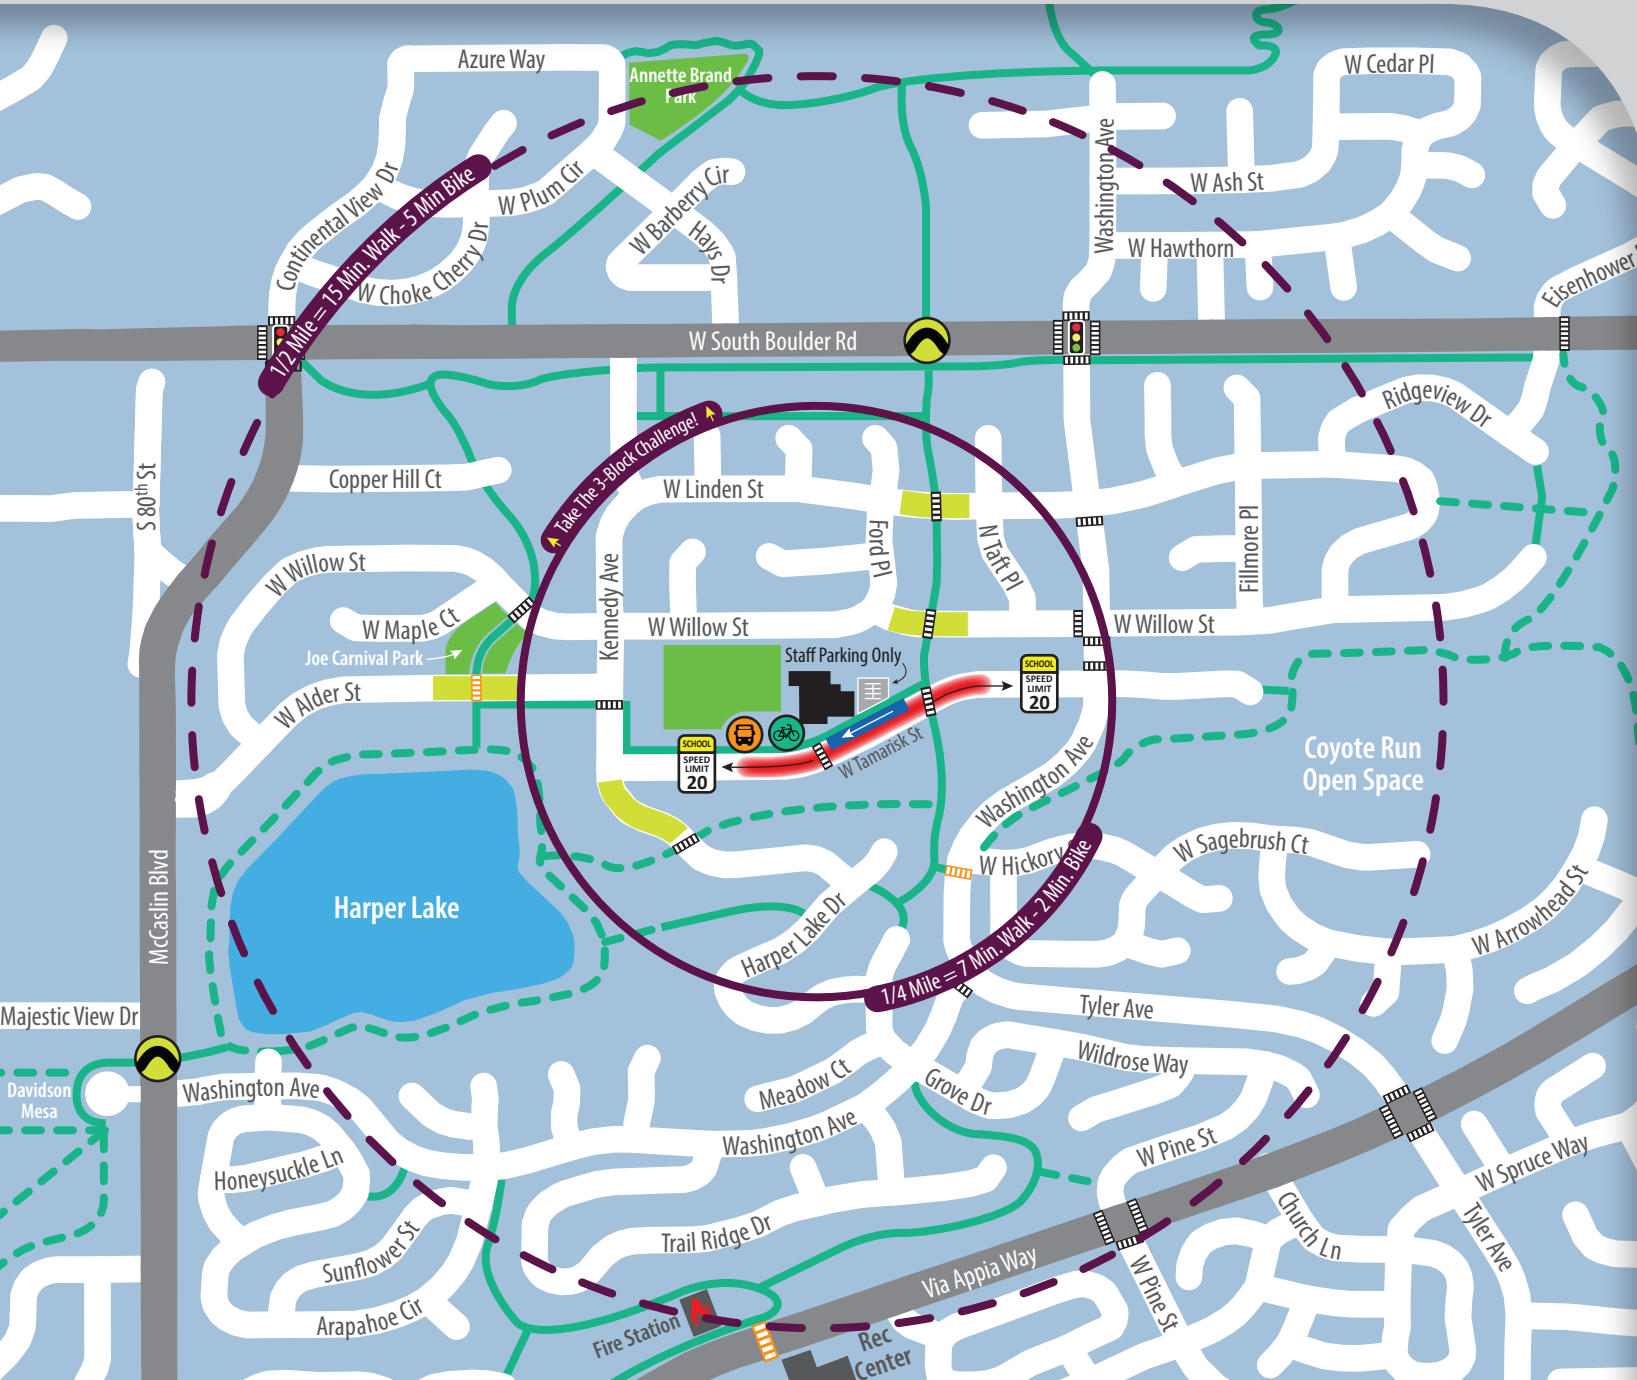 Azure Way
Annette Brand
Park
W Cedar Pl
Continental View Dr
W Plum Cir
W Barberry Cir
Hays Dr
W Choke Cherry Dr
Washington Ave
W Ash St
W Hawthorn
Eisenhower
1/2 Mile = 15 Min. Walk - 5 Min Bike
W South Boulder Rd
Ridgeview Dr
S 80th St
Copper Hill Ct
Take The 3-Block Challenge!
W Linden St
Ford Pl
N Taft Pl
Fillmore Pl
W Willow St
Kennedy Ave
W Maple Ct
W Willow St
W Willow St
Joe Carnival Park
Staff Parking Only
SCHOOL
SPEED
LIMIT
20
W Alder St
SCHOOL
SPEED
LIMIT
20
W Tamarisk St
Coyote Run
Open Space
Washington Ave
W Hickory
W Sagebrush Ct
McCaslin Blvd
Harper Lake
Harper Lake Dr
W Arrowhead St
1/4 Mile = 7 Min. Walk - 2 Min. Bike
Majestic View Dr
Tyler Ave
Wildrose Way
Davidson
Mesa
Washington Ave
Meadow Ct
Grove Dr
Washington Ave
W Pine St
W Spruce Way
Honeysuckle Ln
Sunflower St
Trail Ridge Dr
Church Ln
Tyler Ave
Via Appia Way
W Pine St
Arapahoe Cir
Fire Station
Rec
Center